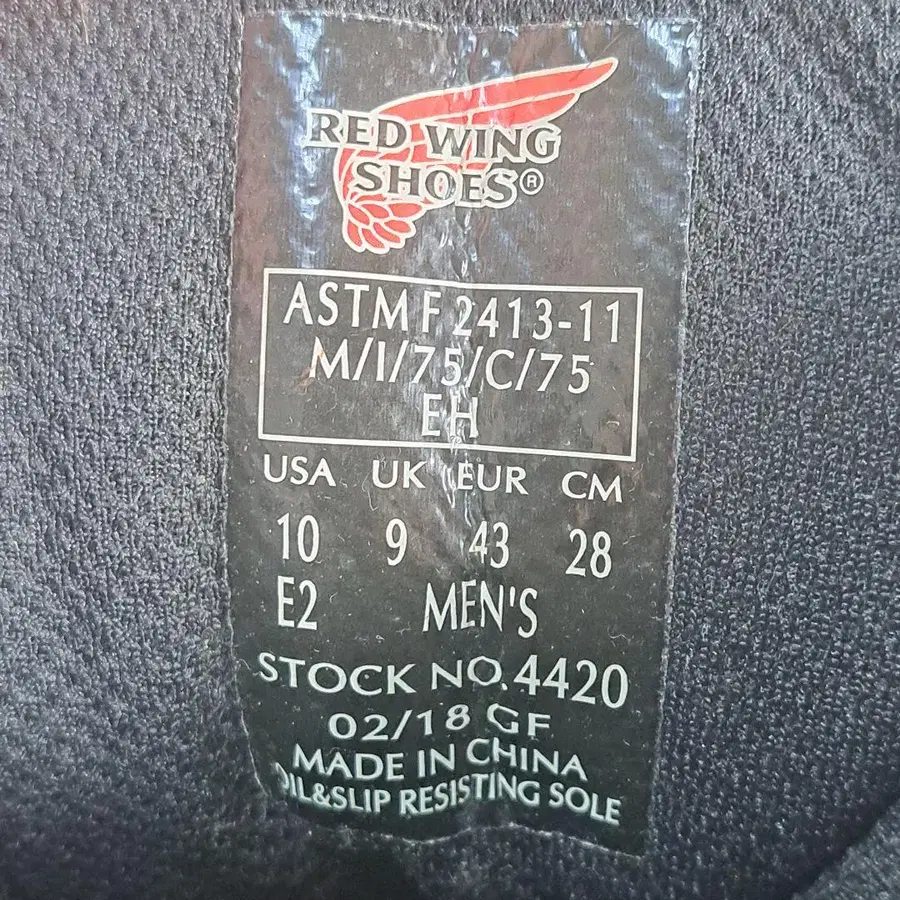 RED WING
SHOES®
ASTM F 2413-11
M/I/75/C/75
EH
USA UK EUR CM
10 9 43 28
E2 MEN'S
STOCK NO. 4420
02/18 GF
MADE IN CHINA
OIL&SLIP RESISTING SOLE